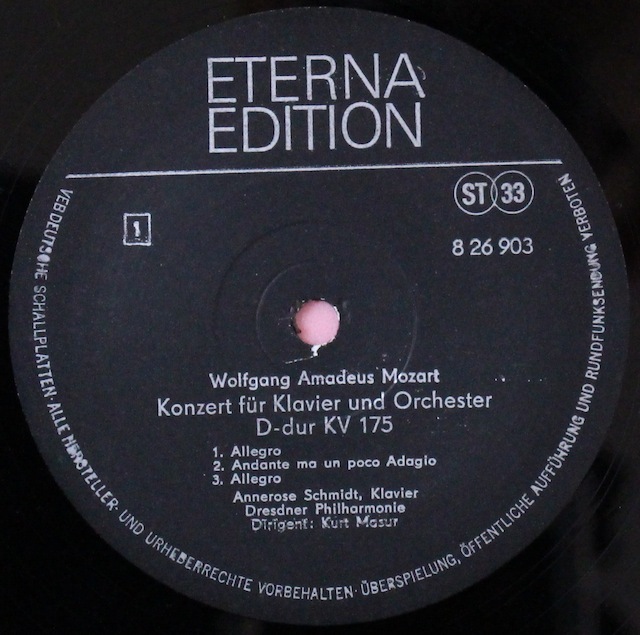 ETERNA
EDITION
ST 33
1
8 26 903
Wolfgang Amadeus Mozart
Konzert für Klavier und Orchester
D-dur KV 175
1. Allegro
2. Andante ma un poco Adagio
3. Allegro
Annerose Schmidt, Klavier
Dresdner Philharmonie
Dirigent: Kurt Masur
VEB DEUTSCHE SCHALLPLATTEN · ALLE HERSTELLER- UND URHEBERRECHTE VORBEHALTEN · ÜBERSPIELUNG, ÖFFENTLICHE AUFFÜHRUNG UND RUNDFUNKSENDUNG VERBOTEN